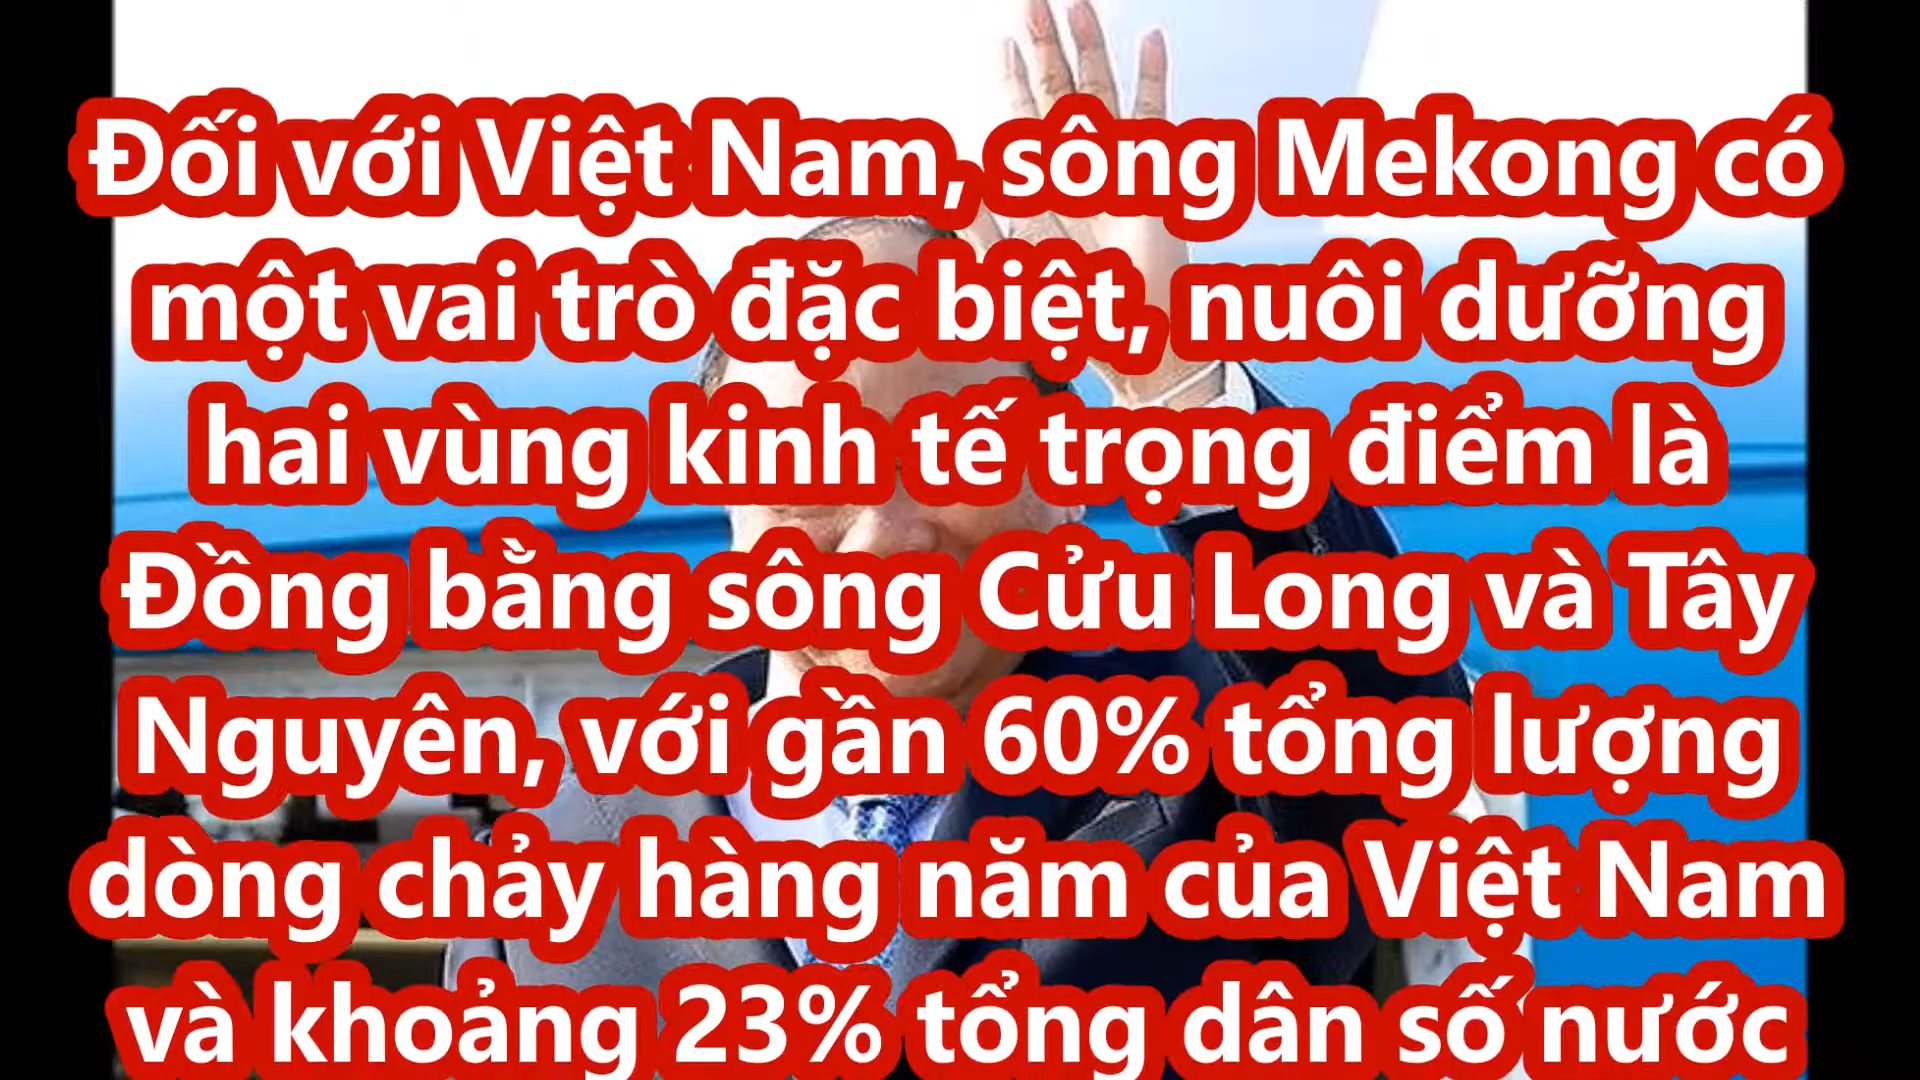 Đối với Việt Nam, sông Mekong có
một vai trò đặc biệt, nuôi dưỡng
hai vùng kinh tế trọng điểm là
Đồng bằng sông Cửu Long và Tây
Nguyên, với gần 60% tổng lượng
dòng chảy hàng năm của Việt Nam
và khoảng 23% tổng dân số nước